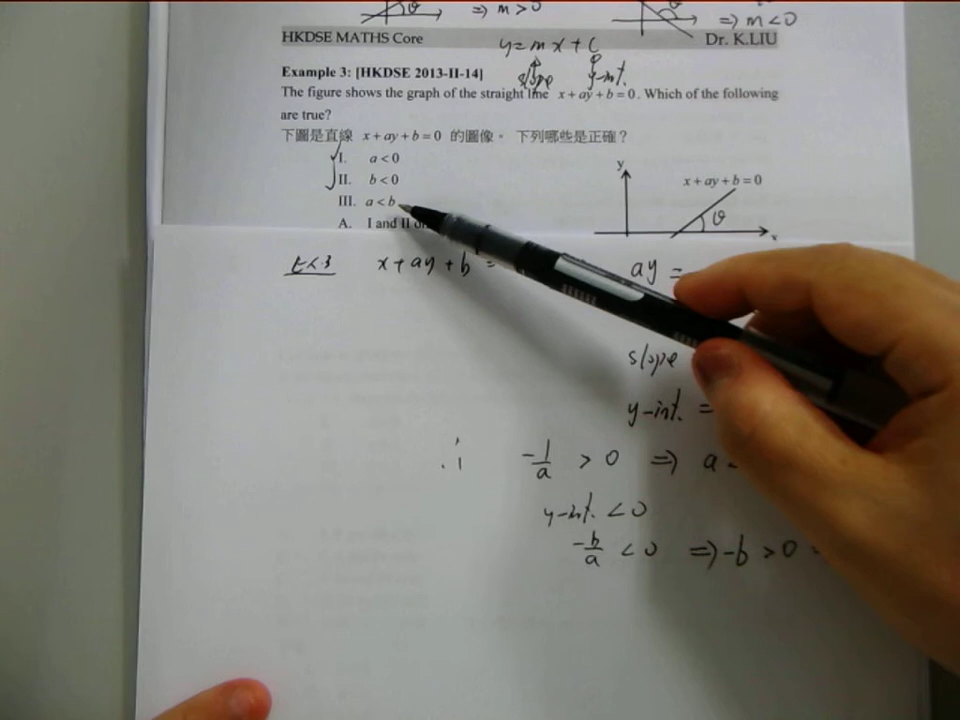 θ ⇒ m > 0 θ ⇒ m < 0
HKDSE MATHS Core y = mx + c Dr. K.LIU
Example 3: [HKDSE 2013-II-14] slope y-int.
The figure shows the graph of the straight line x + ay + b = 0. Which of the following
are true?
下圖是直線 x + ay + b = 0 的圖像。 下列哪些是正確？
✓I. a < 0
II. b < 0
III. a < b
A. I and II
y
x + ay + b = 0
θ
x
Ex.3 x + ay + b =
ay =
slope
y-int. =
∴ -1/a > 0 ⇒ a
y-int. < 0
-b/a < 0 ⇒ -b > 0